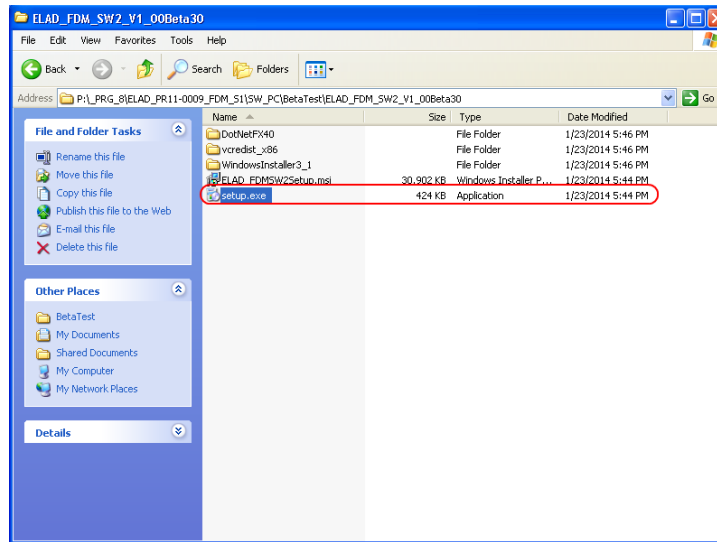 ELAD_FDM_SW2_V1_00Beta30
File Edit View Favorites Tools Help
Back Search Folders
Address P:\_PRG_8\ELAD_PR11-0009_FDM_S1\SW_PC\BetaTest\ELAD_FDM_SW2_V1_00Beta30 Go
Name Size Type Date Modified
File and Folder Tasks
Rename this file
Move this file
Copy this file
Publish this file to the Web
E-mail this file
Delete this file
Other Places
BetaTest
My Documents
Shared Documents
My Computer
My Network Places
Details
DotNetFX40 File Folder 1/23/2014 5:46 PM
vcredist_x86 File Folder 1/23/2014 5:46 PM
WindowsInstaller3_1 File Folder 1/23/2014 5:46 PM
ELAD_FDMSW2Setup.msi 30.902 KB Windows Installer P... 1/23/2014 5:44 PM
setup.exe 424 KB Application 1/23/2014 5:44 PM